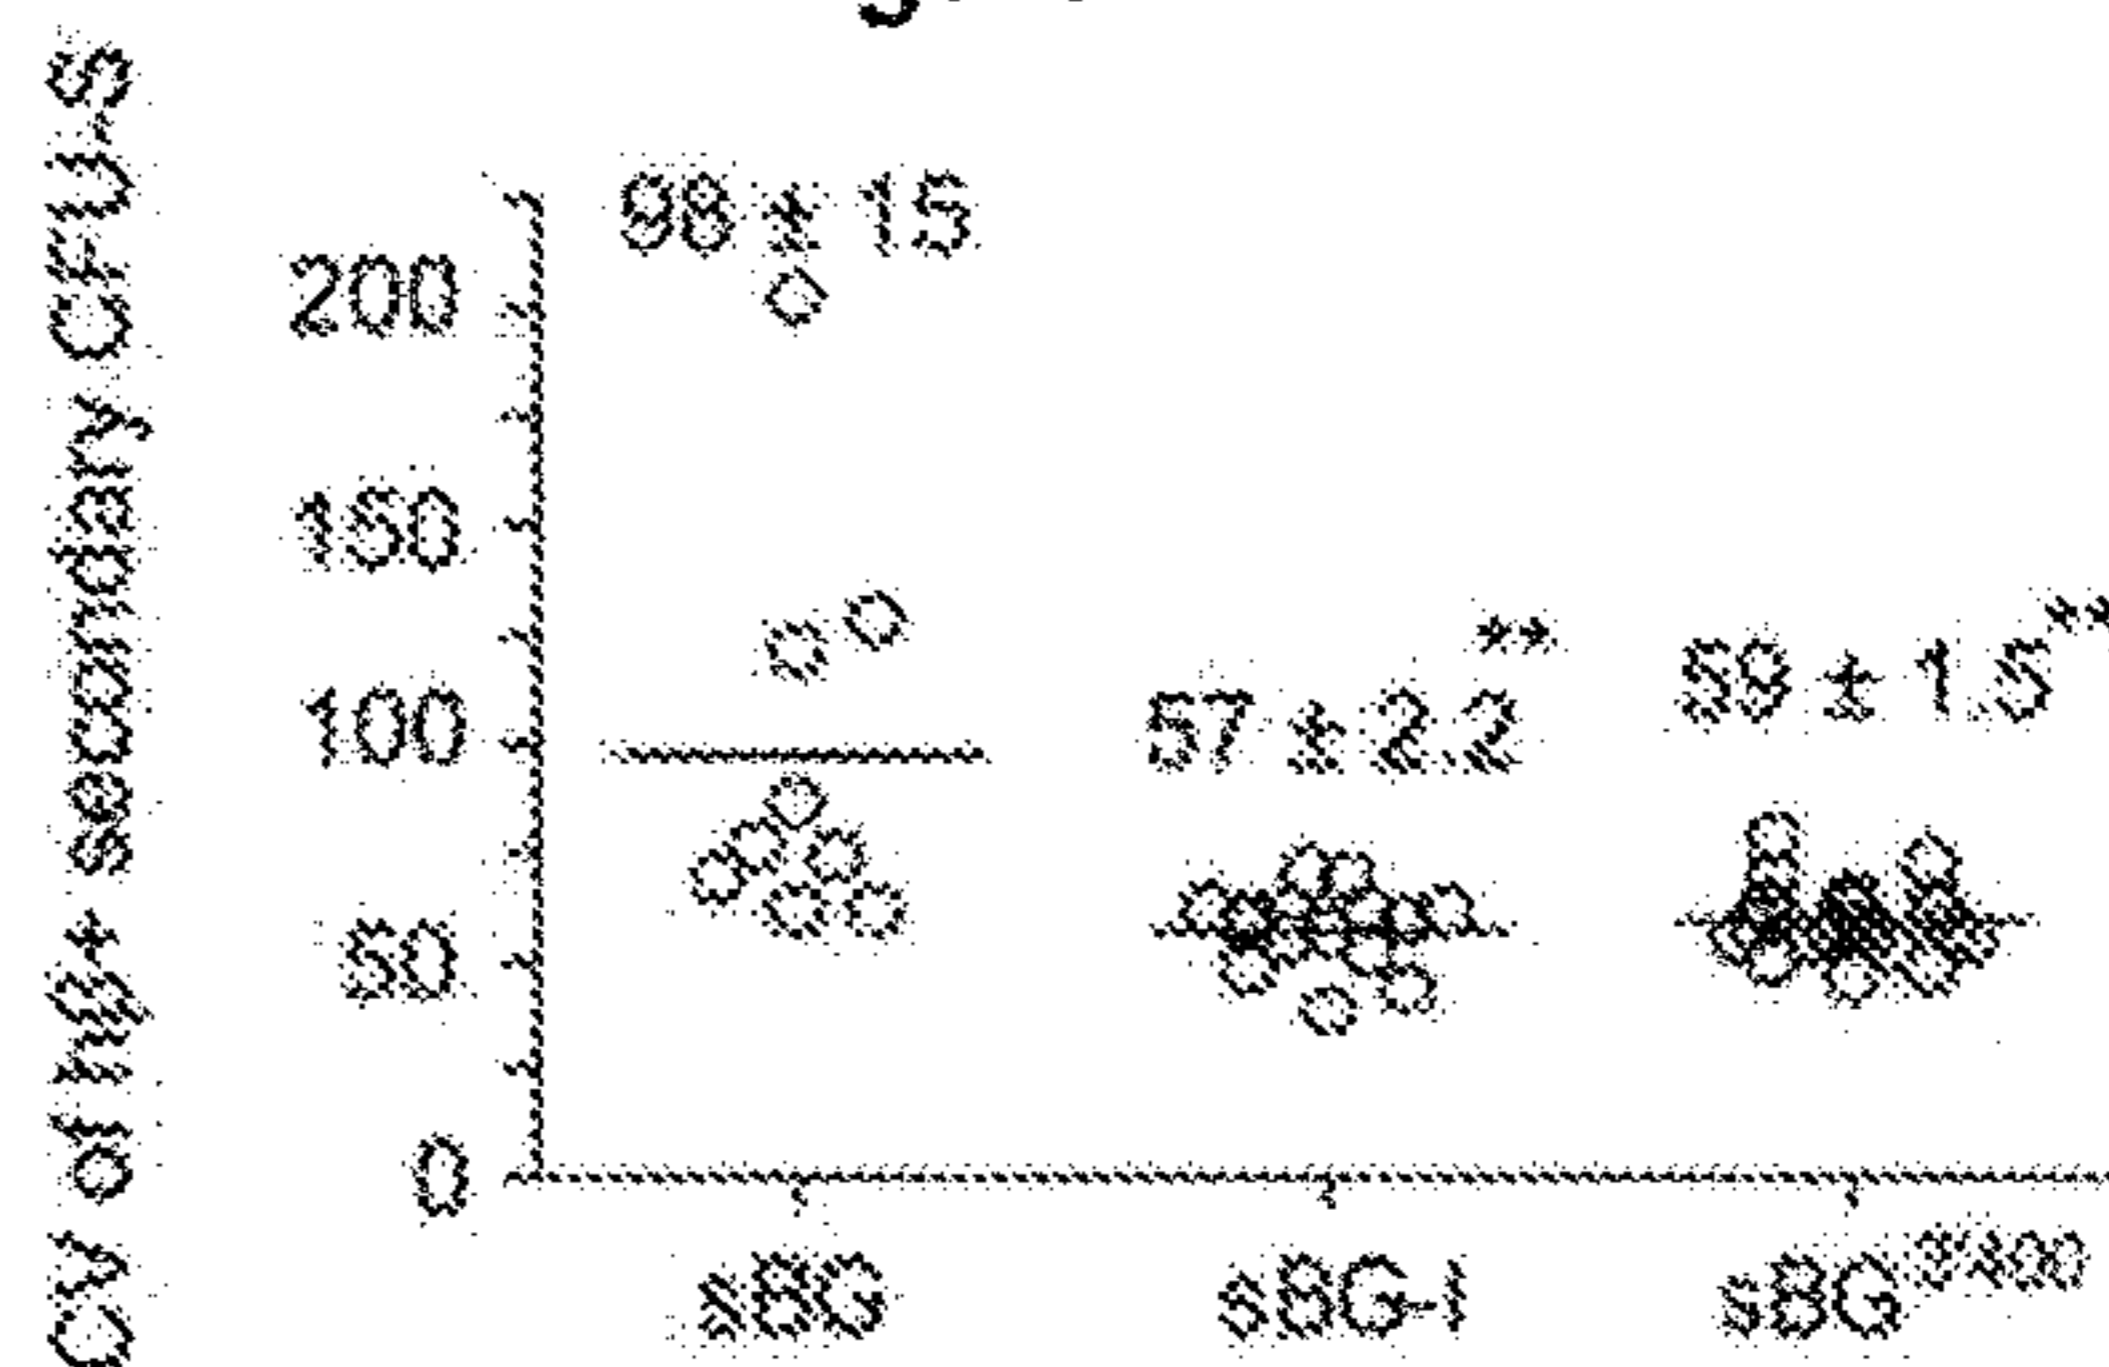 CV of ngf+ secondary CFU-s
98 ± 15
200
150
100
50
0
57 ± 2.2**
59 ± 1.5**
sBG
sBG-I